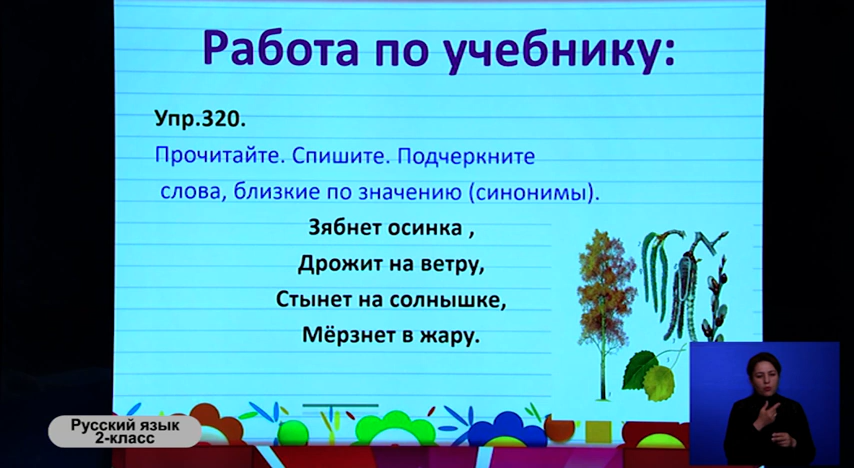 Работа по учебнику:
Упр.320.
Прочитайте. Спишите. Подчеркните
слова, близкие по значению (синонимы).
Зябнет осинка ,
Дрожит на ветру,
Стынет на солнышке,
Мёрзнет в жару.
Русский язык
2-класс